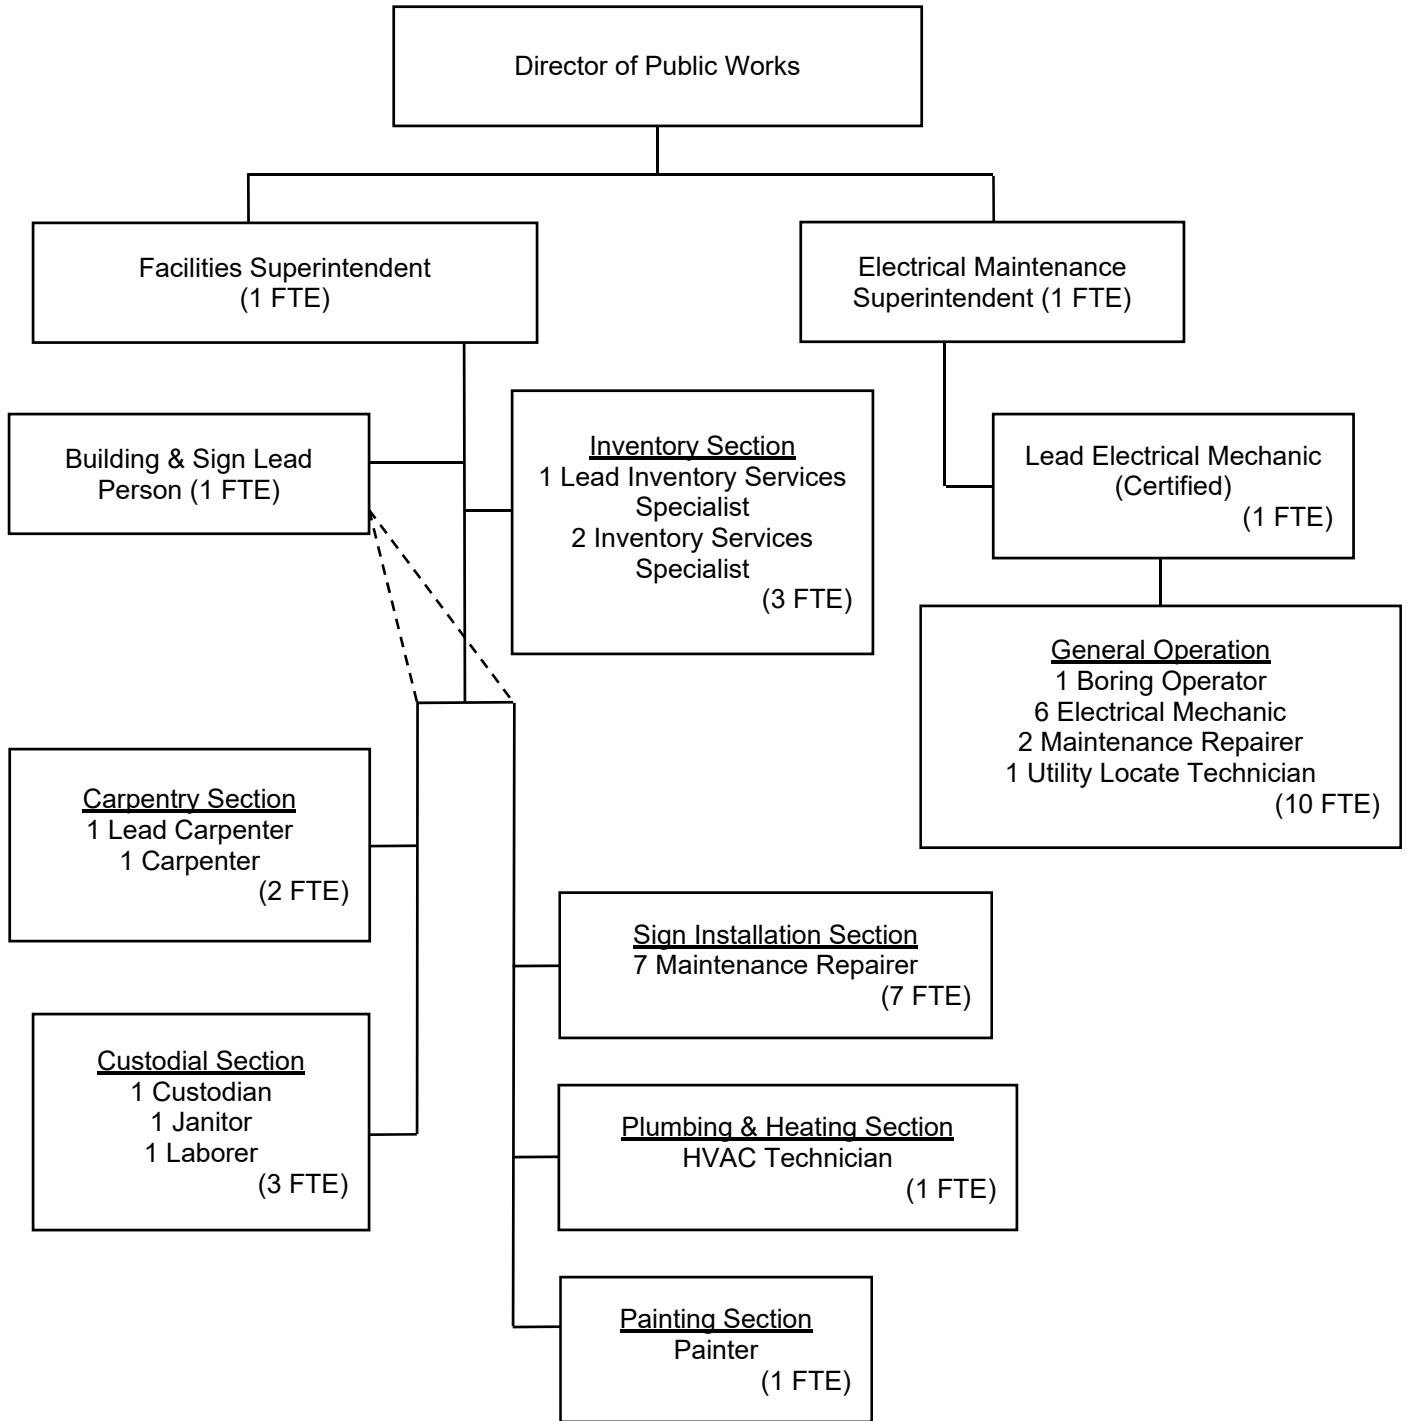 Director of Public Works
Facilities Superintendent
(1 FTE)
Electrical Maintenance
Superintendent (1 FTE)
Building & Sign Lead
Person (1 FTE)
Inventory Section
1 Lead Inventory Services
Specialist
2 Inventory Services
Specialist
(3 FTE)
Lead Electrical Mechanic
(Certified)
(1 FTE)
General Operation
1 Boring Operator
6 Electrical Mechanic
2 Maintenance Repairer
1 Utility Locate Technician
(10 FTE)
Carpentry Section
1 Lead Carpenter
1 Carpenter
(2 FTE)
Sign Installation Section
7 Maintenance Repairer
(7 FTE)
Custodial Section
1 Custodian
1 Janitor
1 Laborer
(3 FTE)
Plumbing & Heating Section
HVAC Technician
(1 FTE)
Painting Section
Painter
(1 FTE)